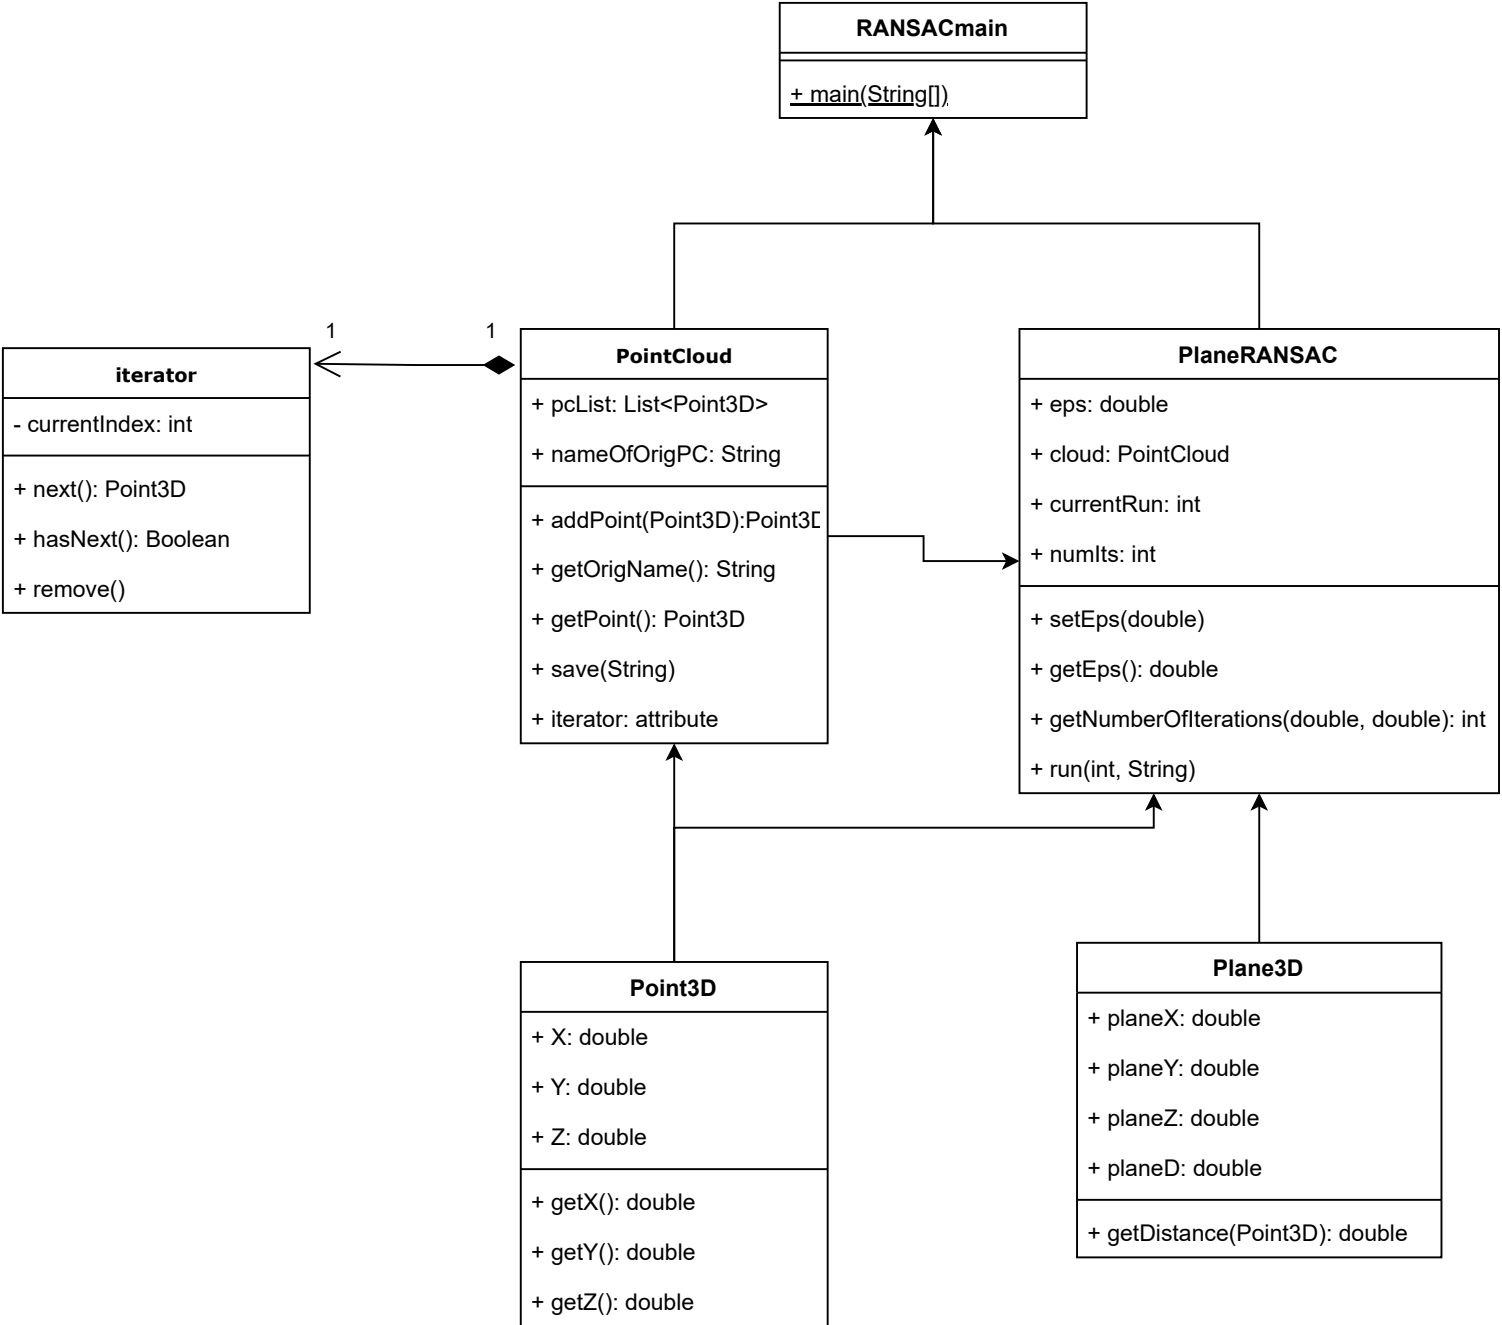 RANSACmain
+ main(String[])
1
1
iterator
- currentIndex: int
+ next(): Point3D
+ hasNext(): Boolean
+ remove()
PointCloud
+ pcList: List<Point3D>
+ nameOfOrigPC: String
+ addPoint(Point3D):Point3D
+ getOrigName(): String
+ getPoint(): Point3D
+ save(String)
+ iterator: attribute
PlaneRANSAC
+ eps: double
+ cloud: PointCloud
+ currentRun: int
+ numIts: int
+ setEps(double)
+ getEps(): double
+ getNumberOfIterations(double, double): int
+ run(int, String)
Point3D
+ X: double
+ Y: double
+ Z: double
+ getX(): double
+ getY(): double
+ getZ(): double
Plane3D
+ planeX: double
+ planeY: double
+ planeZ: double
+ planeD: double
+ getDistance(Point3D): double